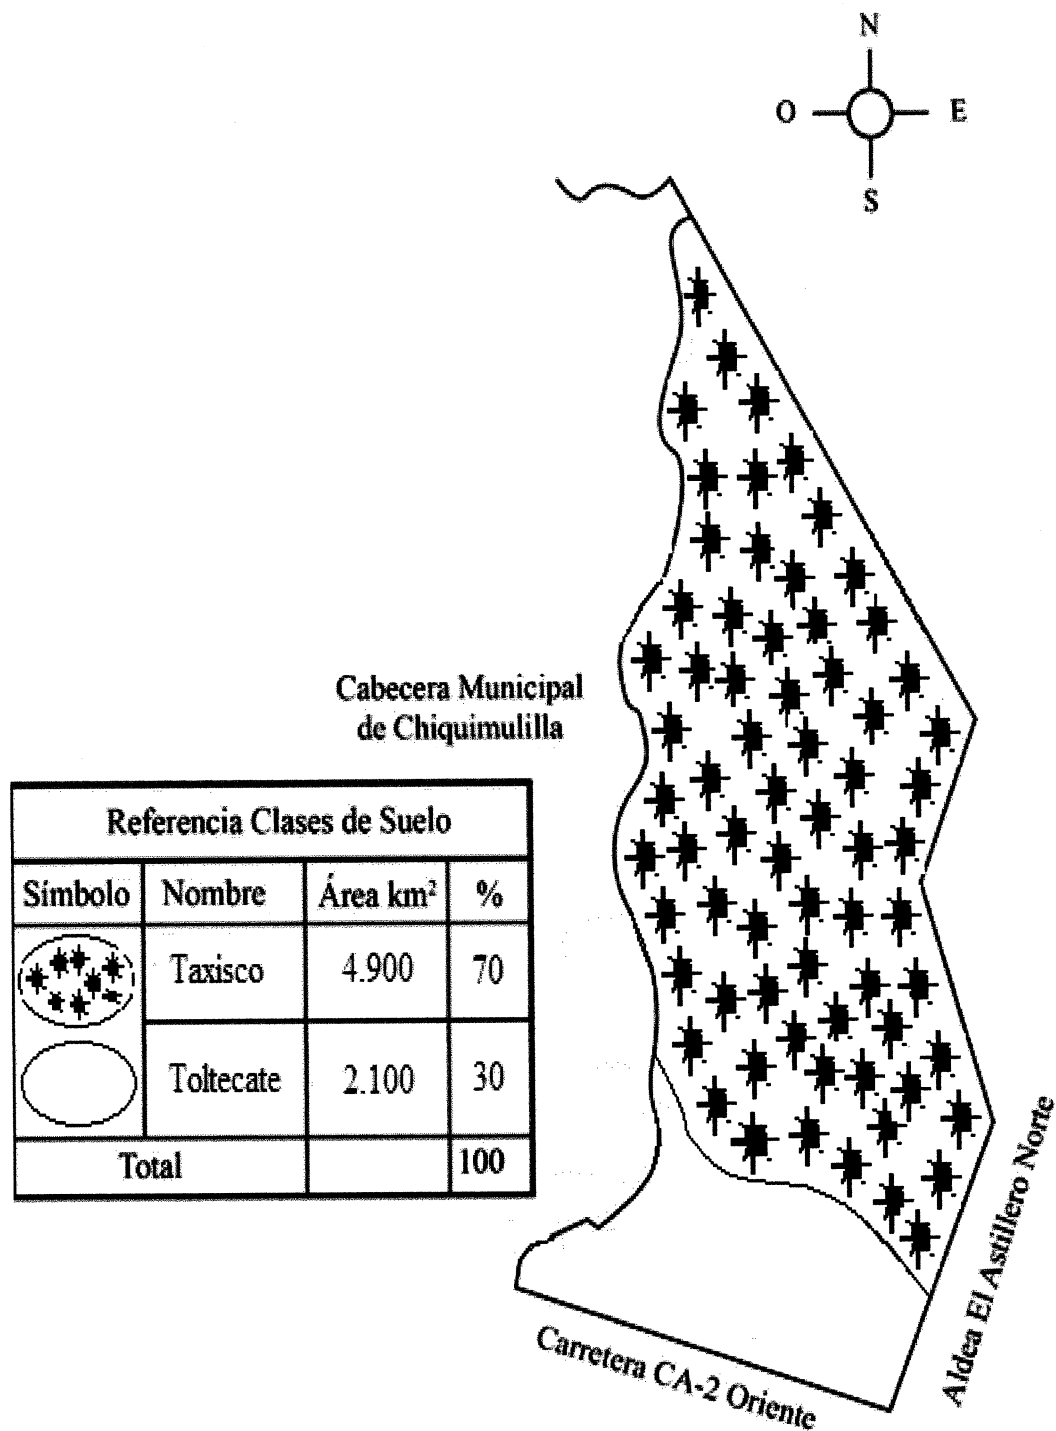 N
O E
S
Cabecera Municipal
de Chiquimulilla
Referencia Clases de Suelo
Símbolo Nombre Área km² %
Taxisco 4.900 70
Toltecate 2.100 30
Total 100
Aldea El Astillero Norte
Carretera CA-2 Oriente